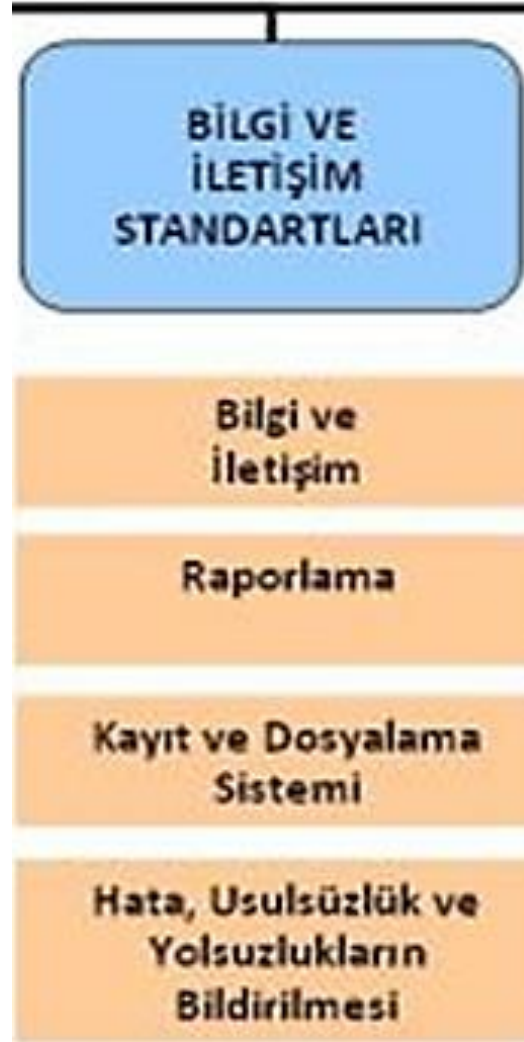 BİLGİ VE
İLETİŞİM
STANDARTLARI
Bilgi ve
İletişim
Raporlama
Kayıt ve Dosyalama
Sistemi
Hata, Usulsüzlük ve
Yolsuzlukların
Bildirilmesi